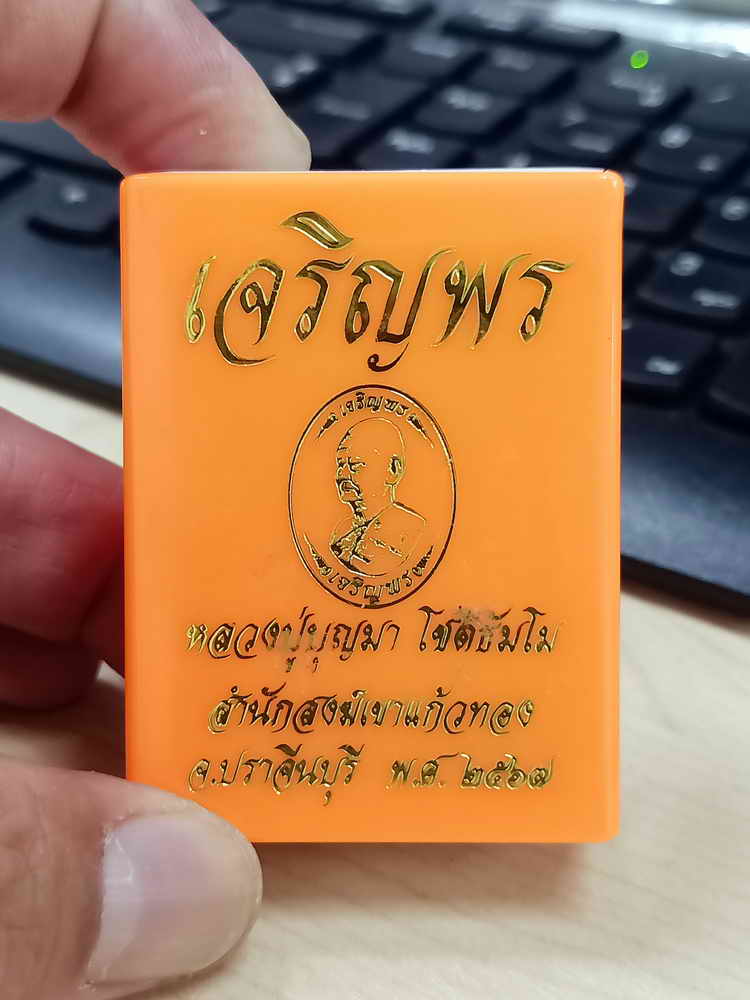 เจริญพร
เจริญพร
เจริญพร
หลวงปู่บุญมา โชติธัมโม
สำนักสงฆ์เขาแก้วทอง
จ.ปราจีนบุรี พ.ศ. ๒๕๖๗